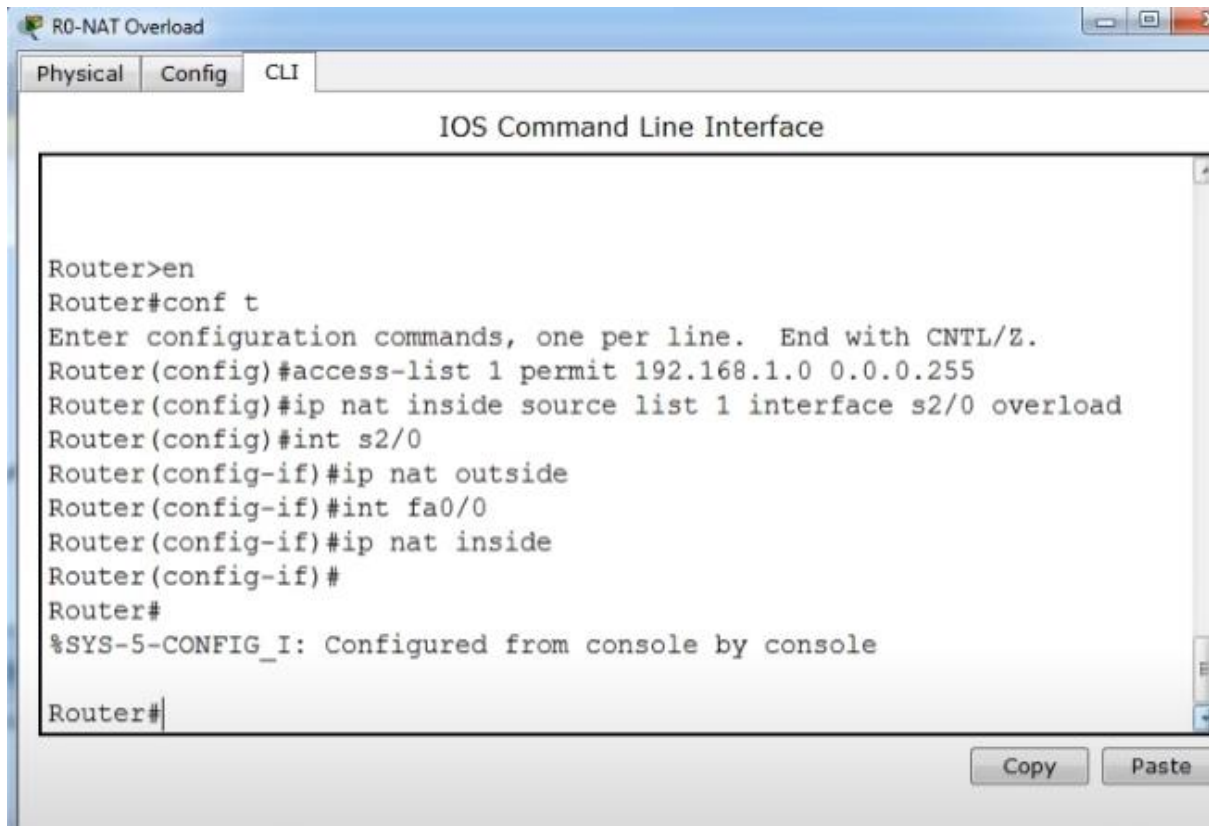 R0-NAT Overload
Physical Config CLI
IOS Command Line Interface
Router>en
Router#conf t
Enter configuration commands, one per line.  End with CNTL/Z.
Router(config)#access-list 1 permit 192.168.1.0 0.0.0.255
Router(config)#ip nat inside source list 1 interface s2/0 overload
Router(config)#int s2/0
Router(config-if)#ip nat outside
Router(config-if)#int fa0/0
Router(config-if)#ip nat inside
Router(config-if)#
Router#
%SYS-5-CONFIG_I: Configured from console by console
Router#
Copy Paste